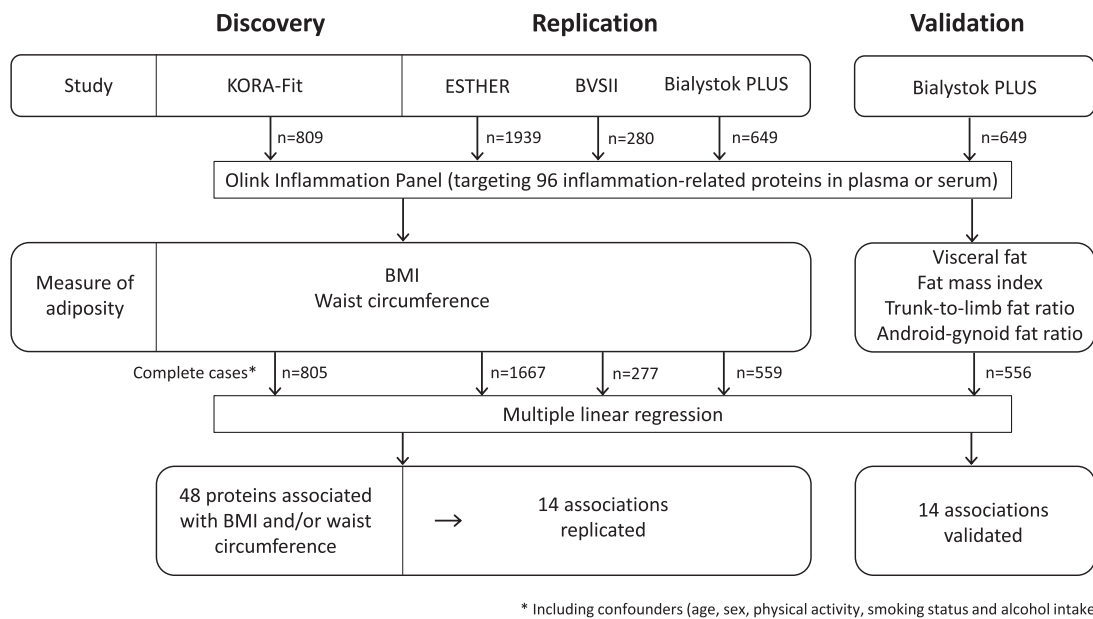 Discovery
Replication
Validation
Study
KORA-Fit
ESTHER
BVSII
Bialystok PLUS
Bialystok PLUS
n=809
n=1939
n=280
n=649
n=649
Olink Inflammation Panel (targeting 96 inflammation-related proteins in plasma or serum)
Measure of
adiposity
BMI
Waist circumference
Visceral fat
Fat mass index
Trunk-to-limb fat ratio
Android-gynoid fat ratio
Complete cases*
n=805
n=1667
n=277
n=559
n=556
Multiple linear regression
48 proteins associated
with BMI and/or waist
circumference
14 associations
replicated
14 associations
validated
* Including confounders (age, sex, physical activity, smoking status and alcohol intake